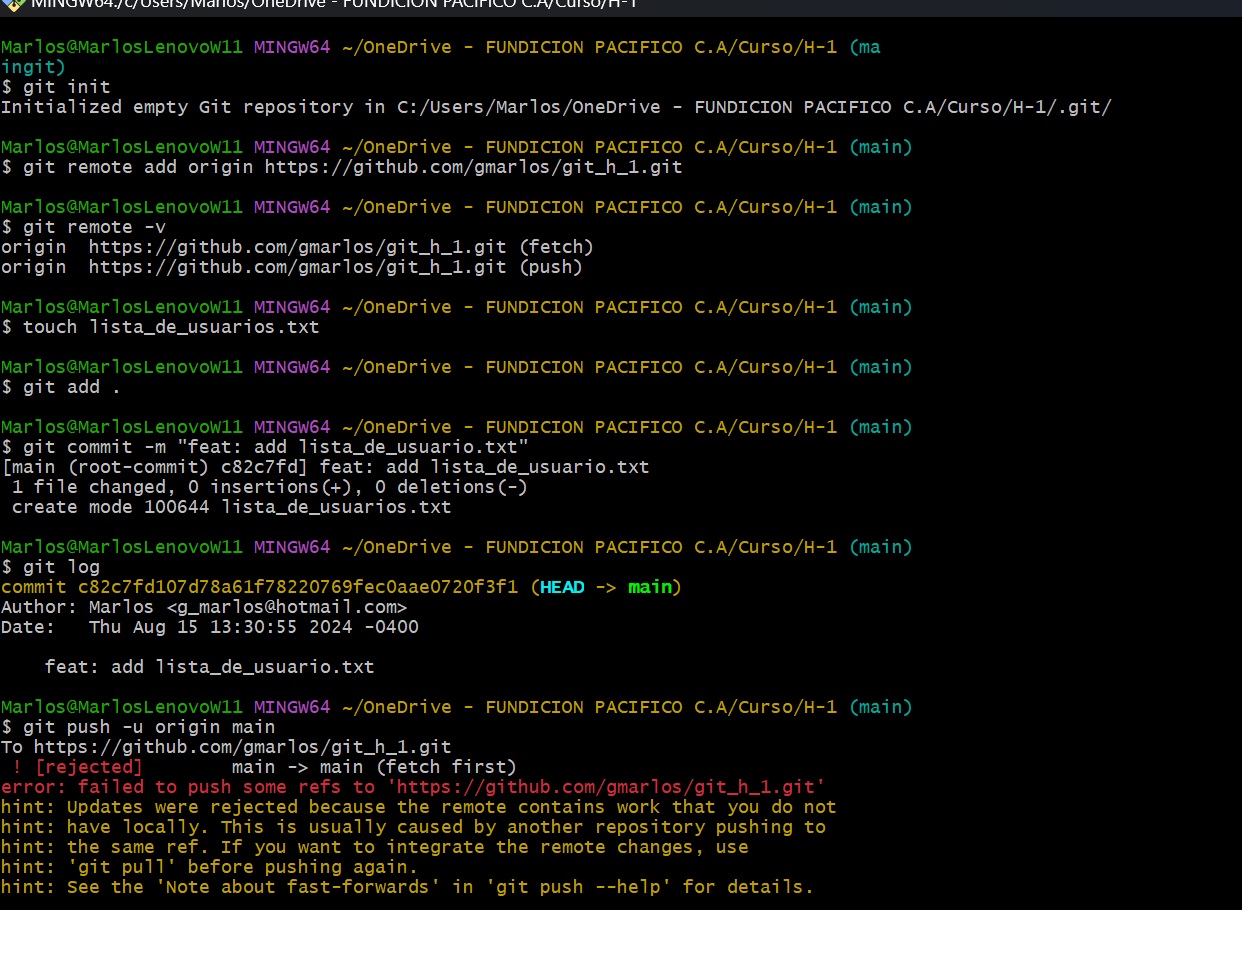 MINGW64:/c/Users/Marlos/OneDrive - FUNDICION PACIFICO C.A/Curso/H-1
Marlos@MarlosLenovoW11 MINGW64 ~/OneDrive - FUNDICION PACIFICO C.A/Curso/H-1 (ma
ingit)
$ git init
Initialized empty Git repository in C:/Users/Marlos/OneDrive - FUNDICION PACIFICO C.A/Curso/H-1/.git/
Marlos@MarlosLenovoW11 MINGW64 ~/OneDrive - FUNDICION PACIFICO C.A/Curso/H-1 (main)
$ git remote add origin https://github.com/gmarlos/git_h_1.git
Marlos@MarlosLenovoW11 MINGW64 ~/OneDrive - FUNDICION PACIFICO C.A/Curso/H-1 (main)
$ git remote -v
origin  https://github.com/gmarlos/git_h_1.git (fetch)
origin  https://github.com/gmarlos/git_h_1.git (push)
Marlos@MarlosLenovoW11 MINGW64 ~/OneDrive - FUNDICION PACIFICO C.A/Curso/H-1 (main)
$ touch lista_de_usuarios.txt
Marlos@MarlosLenovoW11 MINGW64 ~/OneDrive - FUNDICION PACIFICO C.A/Curso/H-1 (main)
$ git add .
Marlos@MarlosLenovoW11 MINGW64 ~/OneDrive - FUNDICION PACIFICO C.A/Curso/H-1 (main)
$ git commit -m "feat: add lista_de_usuario.txt"
[main (root-commit) c82c7fd] feat: add lista_de_usuario.txt
 1 file changed, 0 insertions(+), 0 deletions(-)
 create mode 100644 lista_de_usuarios.txt
Marlos@MarlosLenovoW11 MINGW64 ~/OneDrive - FUNDICION PACIFICO C.A/Curso/H-1 (main)
$ git log
commit c82c7fd107d78a61f78220769fec0aae0720f3f1 (HEAD -> main)
Author: Marlos <g_marlos@hotmail.com>
Date:   Thu Aug 15 13:30:55 2024 -0400
    feat: add lista_de_usuario.txt
Marlos@MarlosLenovoW11 MINGW64 ~/OneDrive - FUNDICION PACIFICO C.A/Curso/H-1 (main)
$ git push -u origin main
To https://github.com/gmarlos/git_h_1.git
 ! [rejected]        main -> main (fetch first)
error: failed to push some refs to 'https://github.com/gmarlos/git_h_1.git'
hint: Updates were rejected because the remote contains work that you do not
hint: have locally. This is usually caused by another repository pushing to
hint: the same ref. If you want to integrate the remote changes, use
hint: 'git pull' before pushing again.
hint: See the 'Note about fast-forwards' in 'git push --help' for details.